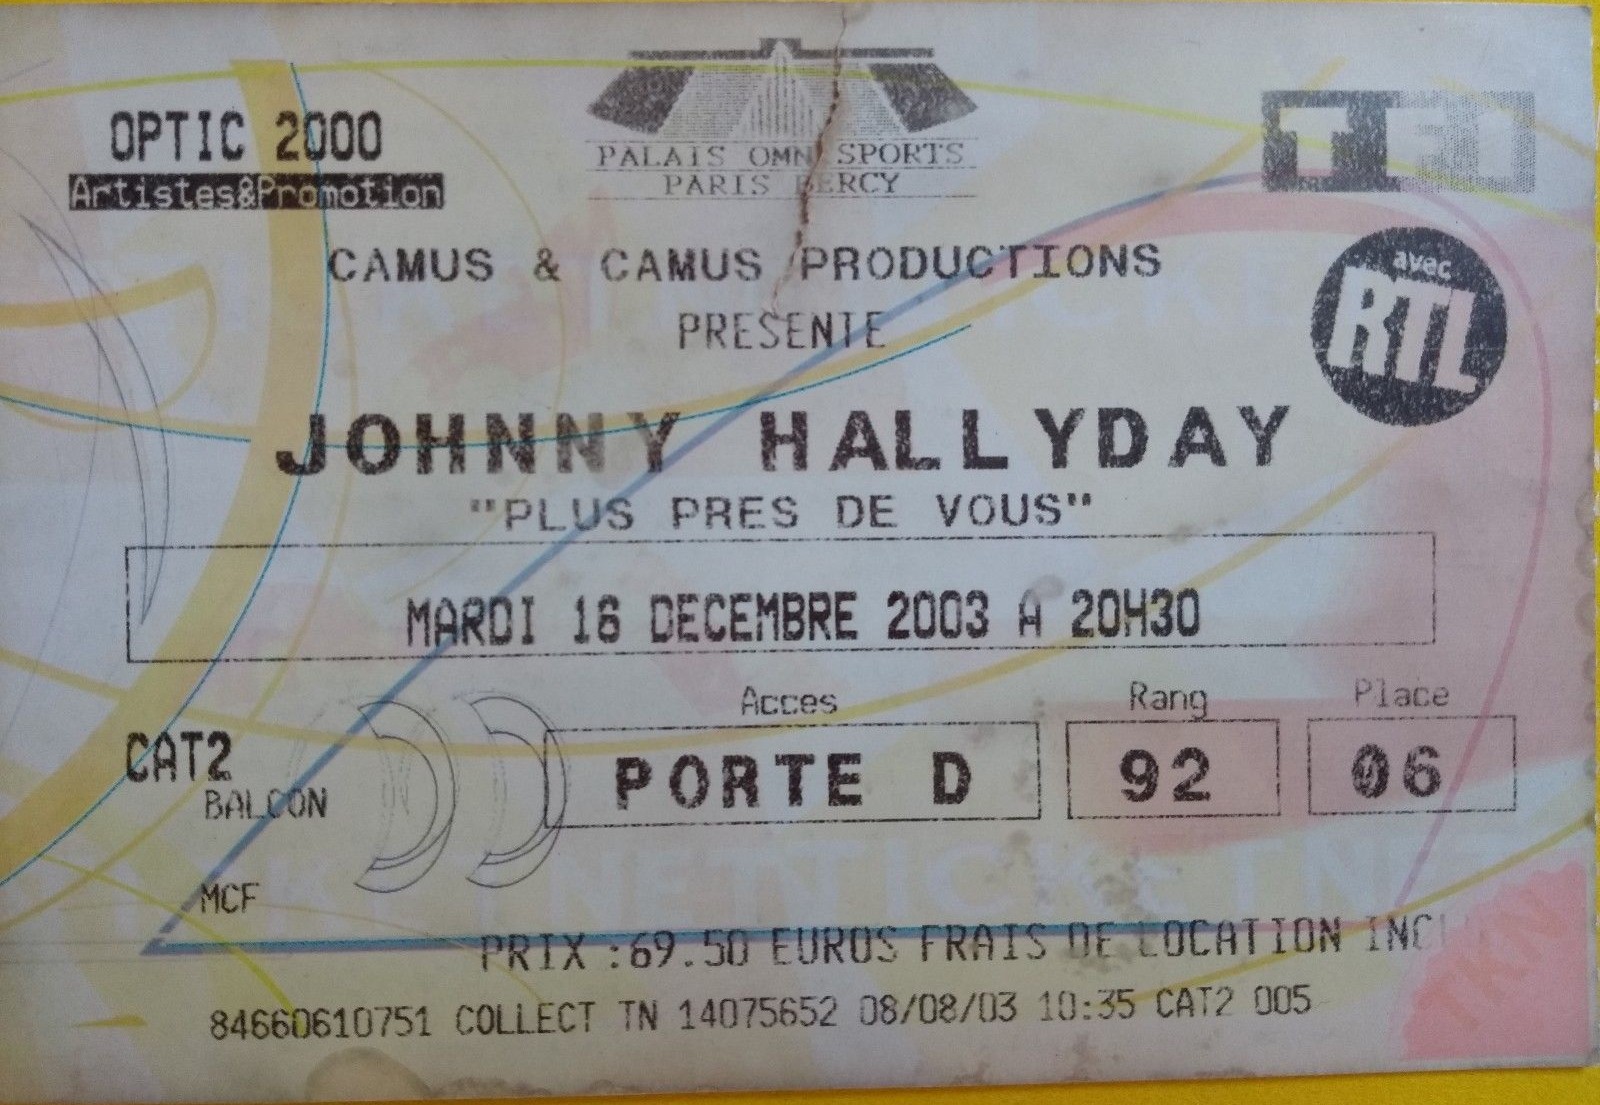 OPTIC 2000
Artistes&Promotion
PALAIS OMNISPORTS
PARIS BERCY
TF1
CAMUS & CAMUS PRODUCTIONS
PRESENTE
avec
RTL
JOHNNY HALLYDAY
"PLUS PRES DE VOUS"
MARDI 16 DECEMBRE 2003 A 20H30
Acces Rang Place
CAT2 PORTE D 92 06
BALCON
MCF
PRIX :69.50 EUROS FRAIS DE LOCATION INC
84660610751 COLLECT TN 14075652 08/08/03 10:35 CAT2 005